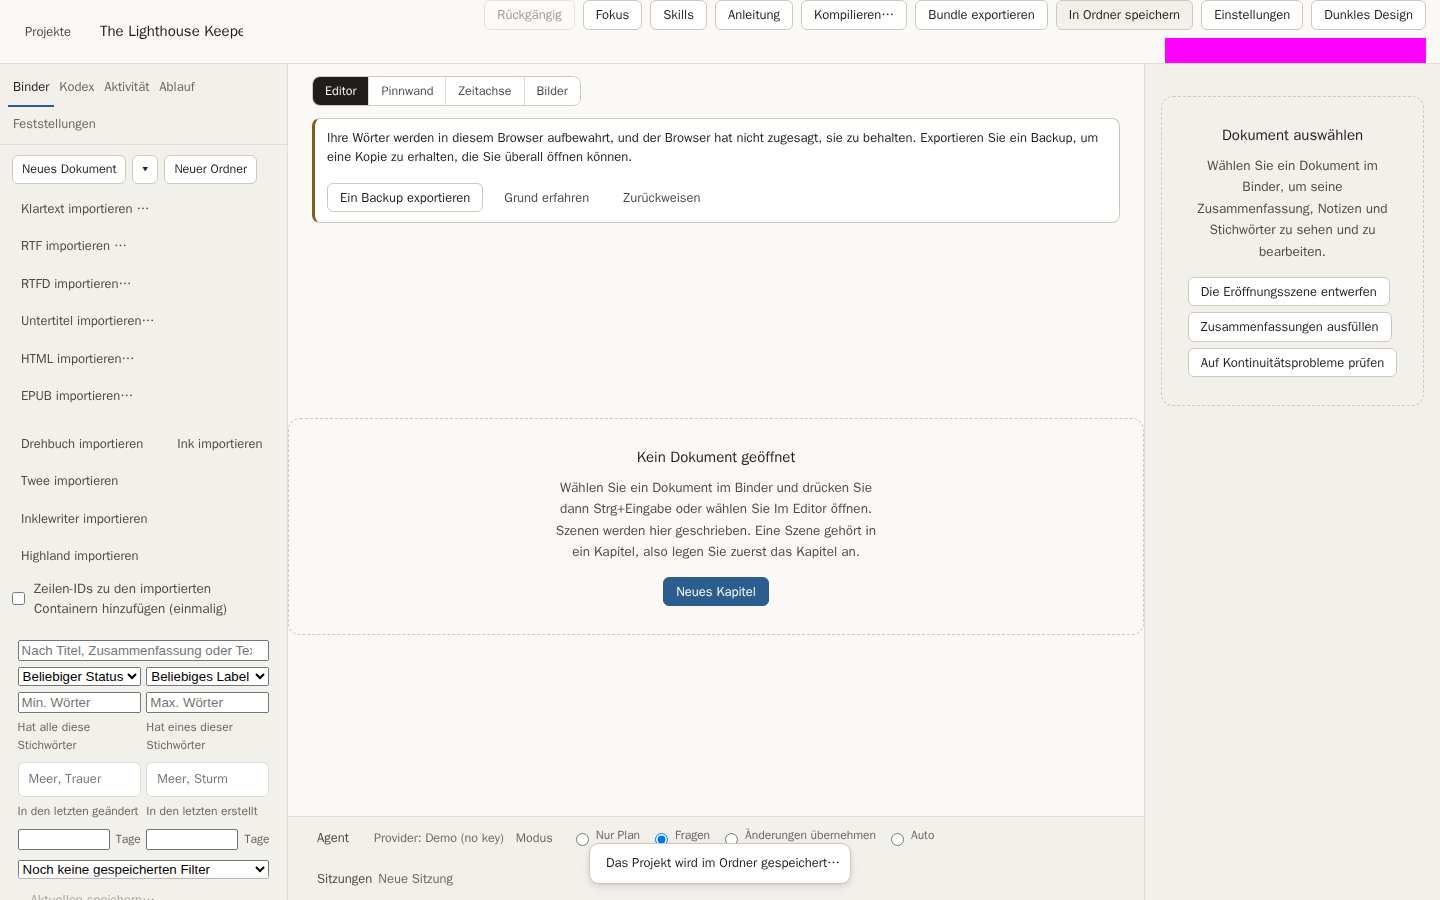 Projekte
The Lighthouse Keepe
Rückgängig
Fokus
Skills
Anleitung
Kompilieren⋯
Bundle exportieren
In Ordner speichern
Einstellungen
Dunkles Design
Binder
Kodex
Aktivität
Ablauf
Feststellungen
Neues Dokument
Neuer Ordner
Klartext importieren ⋯
RTF importieren ⋯
RTFD importieren⋯
Untertitel importieren⋯
HTML importieren⋯
EPUB importieren⋯
Drehbuch importieren
Ink importieren
Twee importieren
Inklewriter importieren
Highland importieren
Zeilen-IDs zu den importierten
Containern hinzufügen (einmalig)
Nach Titel, Zusammenfassung oder Tex
Beliebiger Status
Beliebiges Label
Min. Wörter
Max. Wörter
Hat alle diese
Stichwörter
Hat eines dieser
Stichwörter
Meer, Trauer
Meer, Sturm
In den letzten geändert
In den letzten erstellt
Tage
Tage
Noch keine gespeicherten Filter
Aktuellen speichern⋯
Editor
Pinnwand
Zeitachse
Bilder
Ihre Wörter werden in diesem Browser aufbewahrt, und der Browser hat nicht zugesagt, sie zu behalten. Exportieren Sie ein Backup, um
eine Kopie zu erhalten, die Sie überall öffnen können.
Ein Backup exportieren
Grund erfahren
Zurückweisen
Kein Dokument geöffnet
Wählen Sie ein Dokument im Binder und drücken Sie
dann Strg+Eingabe oder wählen Sie Im Editor öffnen.
Szenen werden hier geschrieben. Eine Szene gehört in
ein Kapitel, also legen Sie zuerst das Kapitel an.
Neues Kapitel
Agent
Provider: Demo (no key)
Modus
Nur Plan
Fragen
Änderungen übernehmen
Auto
Das Projekt wird im Ordner gespeichert⋯
Sitzungen
Neue Sitzung
Dokument auswählen
Wählen Sie ein Dokument im
Binder, um seine
Zusammenfassung, Notizen und
Stichwörter zu sehen und zu
bearbeiten.
Die Eröffnungsszene entwerfen
Zusammenfassungen ausfüllen
Auf Kontinuitätsprobleme prüfen